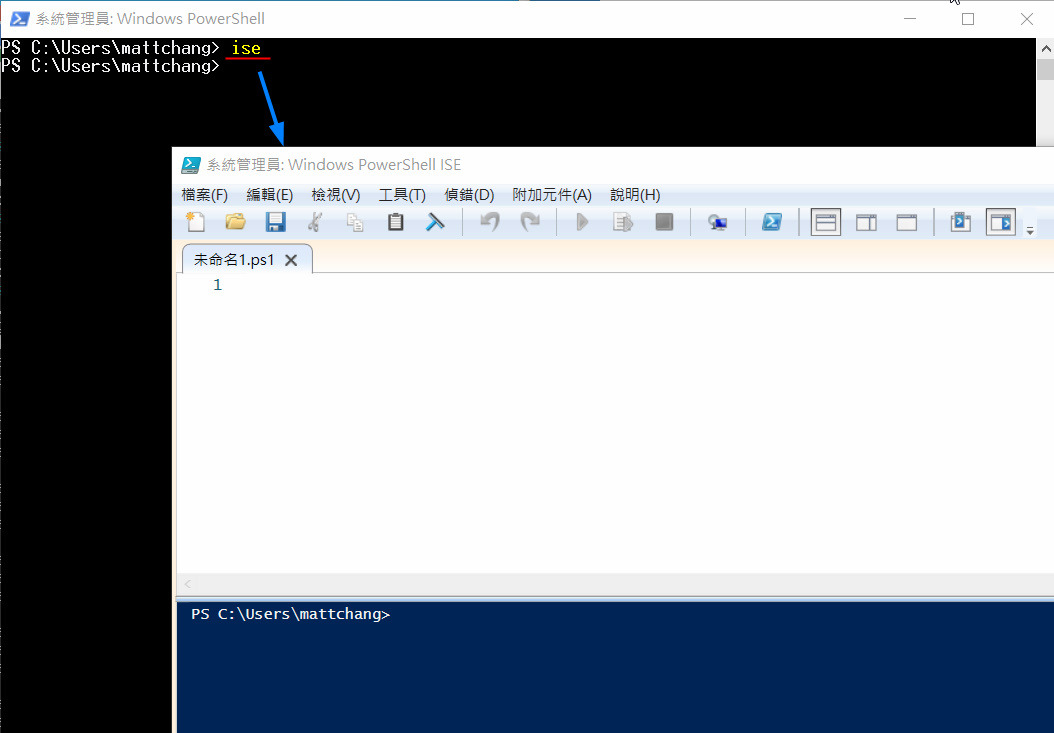 系統管理員: Windows PowerShell
PS C:\Users\mattchang> ise
PS C:\Users\mattchang>
系統管理員: Windows PowerShell ISE
檔案(F) 編輯(E) 檢視(V) 工具(T) 偵錯(D) 附加元件(A) 說明(H)
未命名1.ps1
1
PS C:\Users\mattchang>